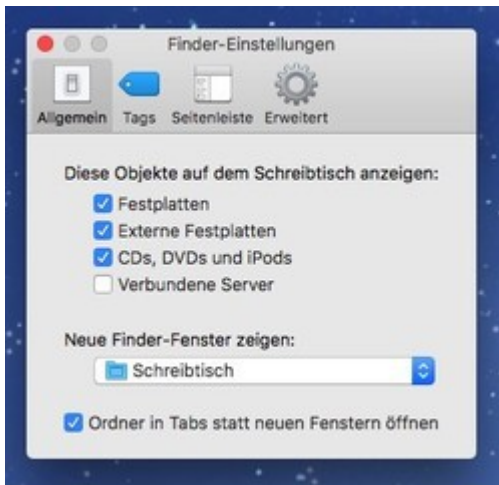 Finder-Einstellungen
Allgemein Tags Seitenleiste Erweitert
Diese Objekte auf dem Schreibtisch anzeigen:
Festplatten
Externe Festplatten
CDs, DVDs und iPods
Verbundene Server
Neue Finder-Fenster zeigen:
Schreibtisch
Ordner in Tabs statt neuen Fenstern öffnen